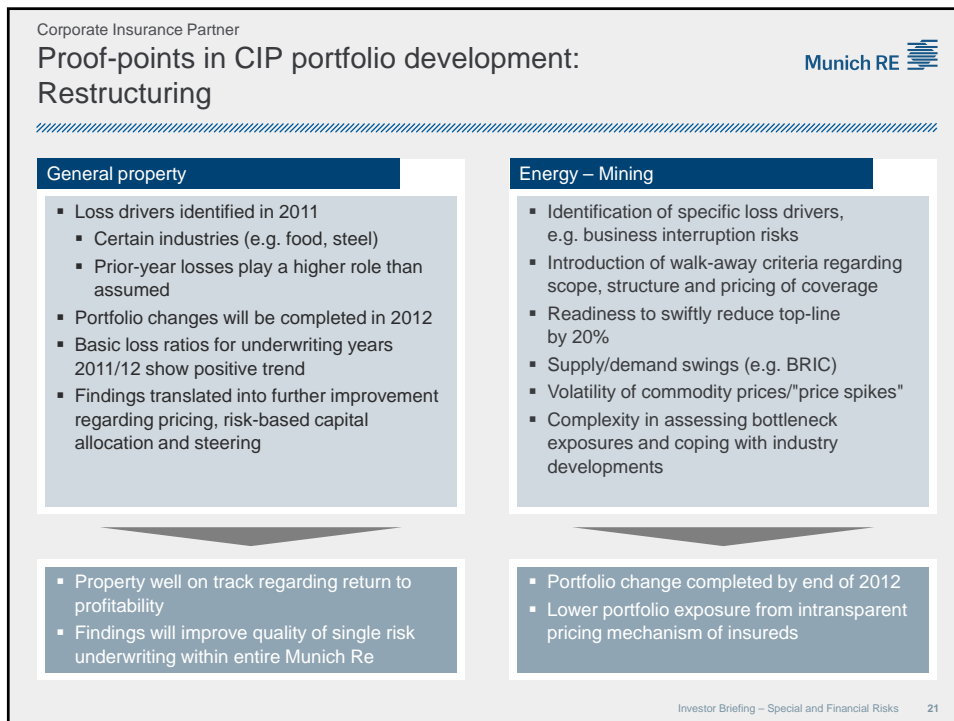 Corporate Insurance Partner
Proof-points in CIP portfolio development:
Restructuring
Munich RE
General property
▪ Loss drivers identified in 2011
▪ Certain industries (e.g. food, steel)
▪ Prior-year losses play a higher role than
assumed
▪ Portfolio changes will be completed in 2012
▪ Basic loss ratios for underwriting years
2011/12 show positive trend
▪ Findings translated into further improvement
regarding pricing, risk-based capital
allocation and steering
▪ Property well on track regarding return to
profitability
▪ Findings will improve quality of single risk
underwriting within entire Munich Re
Energy – Mining
▪ Identification of specific loss drivers,
e.g. business interruption risks
▪ Introduction of walk-away criteria regarding
scope, structure and pricing of coverage
▪ Readiness to swiftly reduce top-line
by 20%
▪ Supply/demand swings (e.g. BRIC)
▪ Volatility of commodity prices/"price spikes"
▪ Complexity in assessing bottleneck
exposures and coping with industry
developments
▪ Portfolio change completed by end of 2012
▪ Lower portfolio exposure from intransparent
pricing mechanism of insureds
Investor Briefing – Special and Financial Risks 21